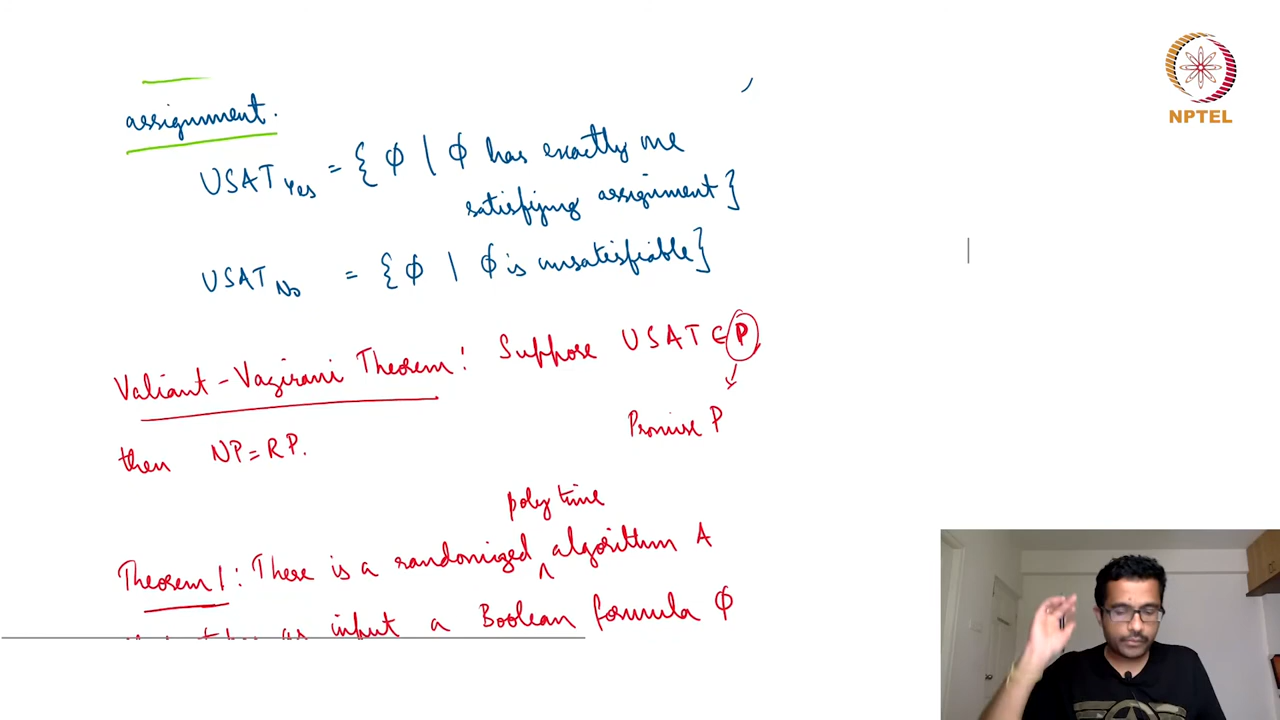 NPTEL
assignment.
USAT Yes = { ϕ | ϕ has exactly one
satisfying assignment }
USAT No = { ϕ | ϕ is unsatisfiable }
Valiant - Vazirani Theorem : Suppose USAT ∈ P
Promise P
then NP = RP.
poly time
Theorem 1 : There is a randomized ^ algorithm A
as input a Boolean formula ϕ